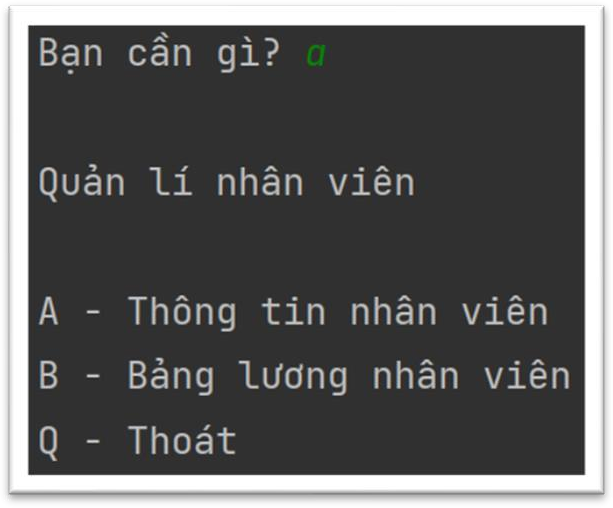 Bạn cần gì? a
Quản lí nhân viên
A - Thông tin nhân viên
B - Bảng lương nhân viên
Q - Thoát